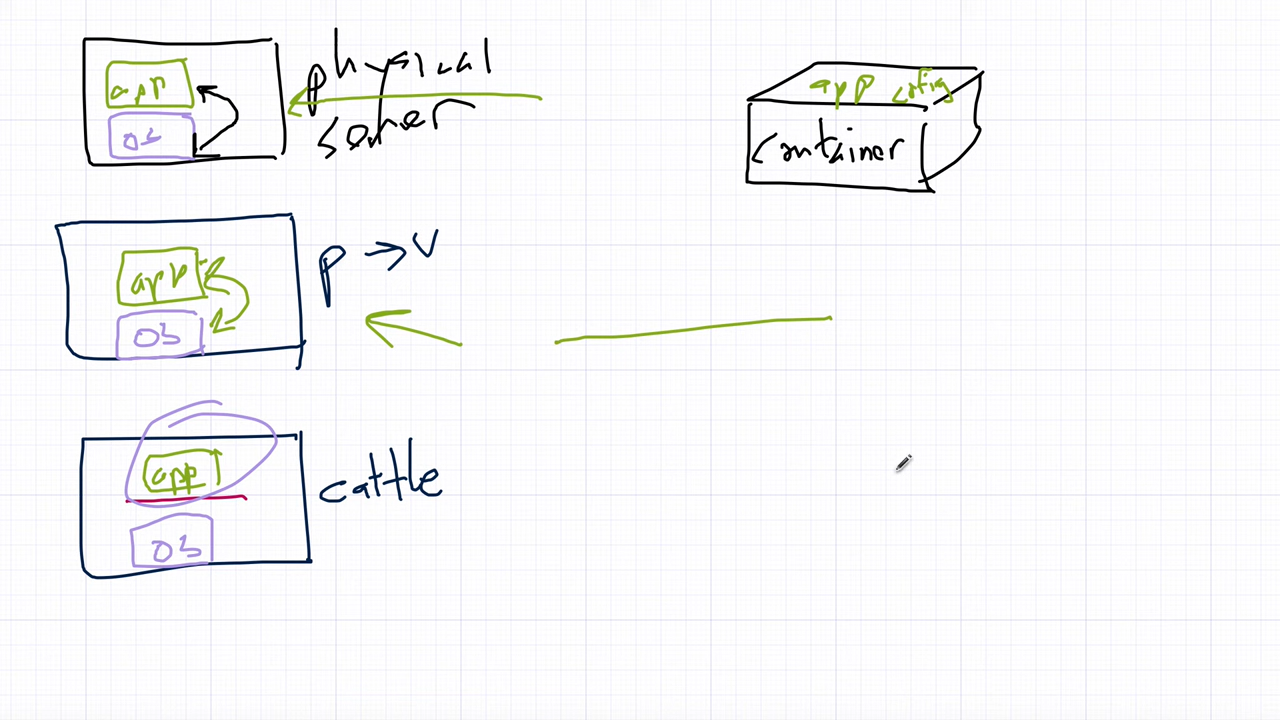 app
os
physical
server
app config
container
app
os
p → v
app
os
cattle